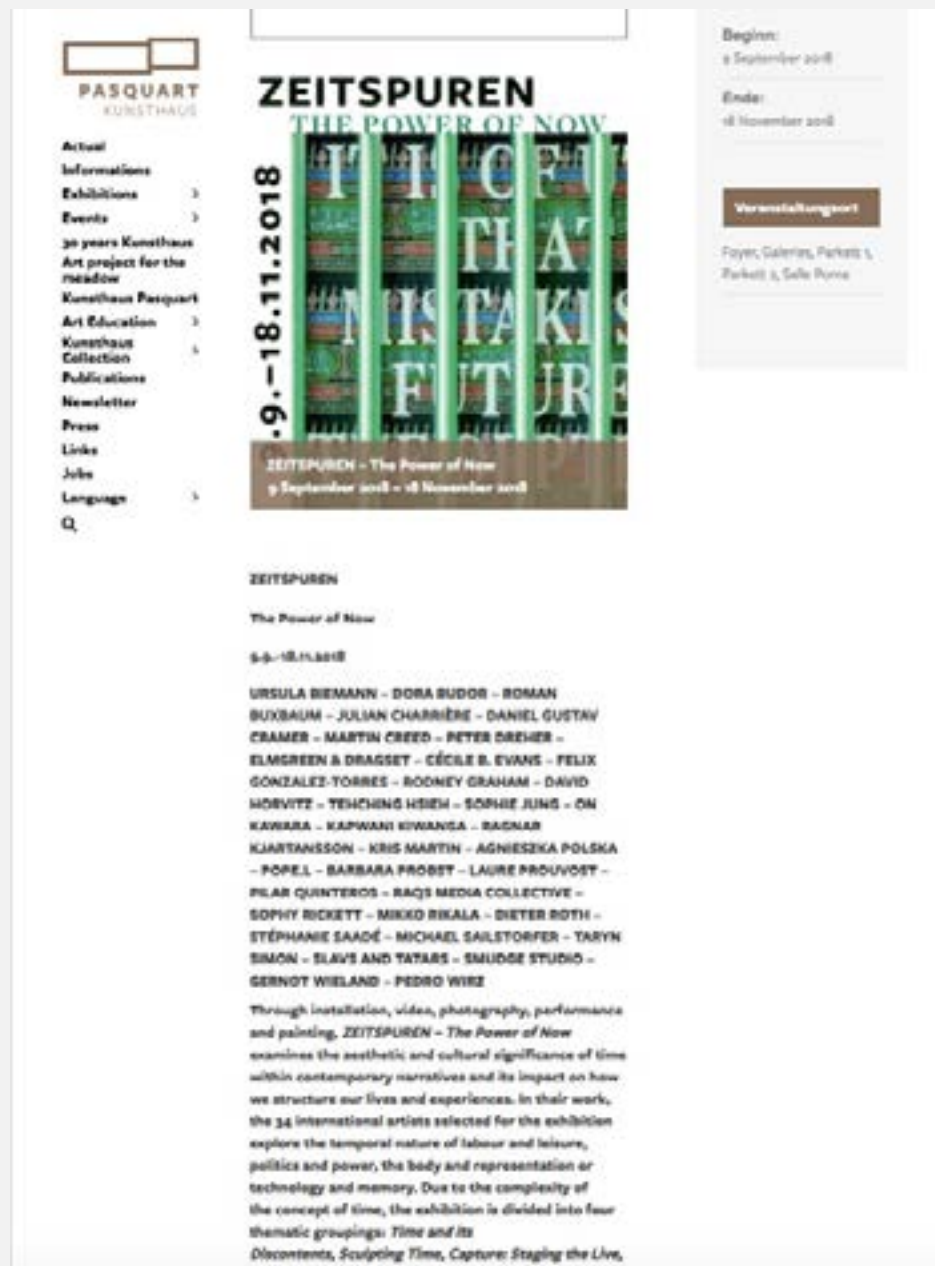 PASQUART
KUNSTHAUS
Actual
Informations
Exhibitions
Events
30 years Kunsthaus
Art project for the
meadow
Kunsthaus Pasquart
Art Education
Kunsthaus
Collection
Publications
Newsletter
Press
Links
Jobs
Language
ZEITSPUREN
THE POWER OF NOW
.9.–18.11.2018
IT IS OF U
THAT
MISTAKES
FUTURE
ZEITSPUREN – The Power of Now
9 September 2018 – 18 November 2018
Beginn:
9 September 2018
Ende:
18 November 2018
Veranstaltungsort
Foyer, Galeries, Parkett 1,
Parkett 2, Salle Poma
ZEITSPUREN
The Power of Now
9.9.-18.11.2018
URSULA BIEMANN – DORA BUDOR – ROMAN
BUXBAUM – JULIAN CHARRIÈRE – DANIEL GUSTAV
CRAMER – MARTIN CREED – PETER DREHER –
ELMGREEN & DRAGSET – CÉCILE B. EVANS – FELIX
GONZALEZ-TORRES – RODNEY GRAHAM – DAVID
HORVITZ – TEHCHING HSIEH – SOPHIE JUNG – ON
KAWARA – KAPWANI KIWANGA – RAGNAR
KJARTANSSON – KRIS MARTIN – AGNIESZKA POLSKA
– POPE.L – BARBARA PROBST – LAURE PROUVOST –
PILAR QUINTEROS – RAQS MEDIA COLLECTIVE –
SOPHY RICKETT – MIKKO RIKALA – DIETER ROTH –
STÉPHANIE SAADÉ – MICHAEL SAILSTORFER – TARYN
SIMON – SLAVS AND TATARS – SMUDGE STUDIO –
GERNOT WIELAND – PEDRO WIRZ
Through installation, video, photography, performance
and painting, ZEITSPUREN – The Power of Now
examines the aesthetic and cultural significance of time
within contemporary narratives and its impact on how
we structure our lives and experiences. In their work,
the 34 international artists selected for the exhibition
explore the temporal nature of labour and leisure,
politics and power, the body and representation or
technology and memory. Due to the complexity of
the concept of time, the exhibition is divided into four
thematic groupings: Time and its
Discontents, Sculpting Time, Capture: Staging the Live,